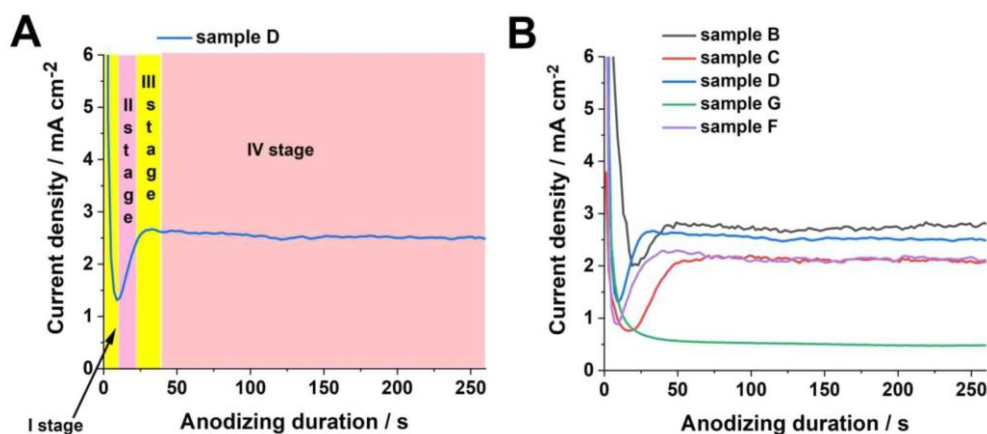 A
sample D
6
5
4
3
2
1
0
Current density / mA cm-2
II stage
III stage
IV stage
0 50 100 150 200 250
Anodizing duration / s
I stage
B
sample B
sample C
sample D
sample G
sample F
6
5
4
3
2
1
0
Current density / mA cm-2
0 50 100 150 200 250
Anodizing duration / s